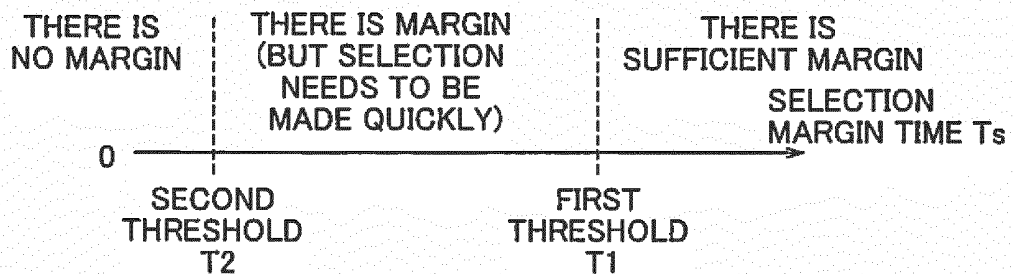 THERE IS
NO MARGIN
THERE IS MARGIN
(BUT SELECTION
NEEDS TO BE
MADE QUICKLY)
THERE IS
SUFFICIENT MARGIN
SELECTION
MARGIN TIME Ts
0
SECOND
THRESHOLD
T2
FIRST
THRESHOLD
T1